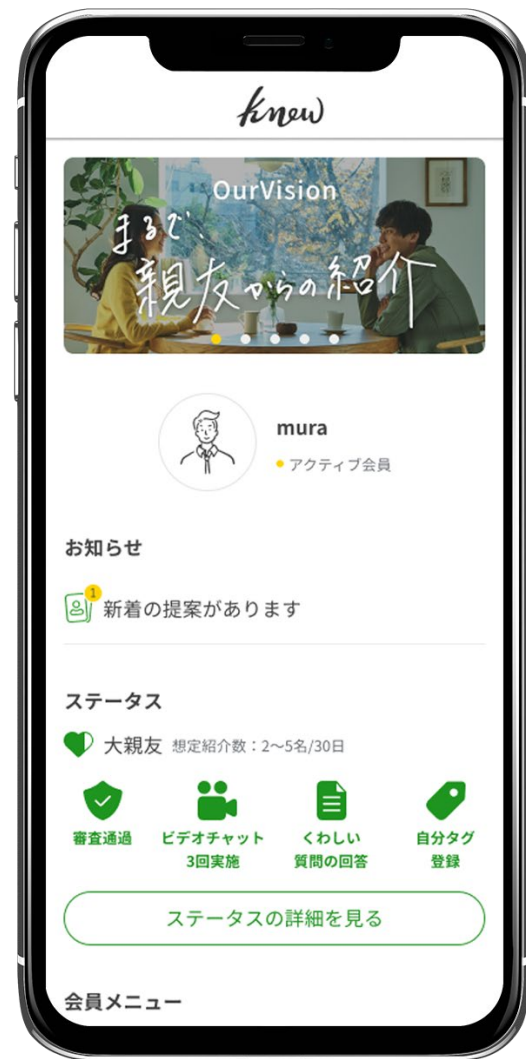 knew
OurVision
まるで、
親友からの紹介
mura
アクティブ会員
お知らせ
1
新着の提案があります
ステータス
大親友 想定紹介数：2〜5名/30日
審査通過 ビデオチャット くわしい 自分タグ
3回実施 質問の回答 登録
ステータスの詳細を見る
会員メニュー